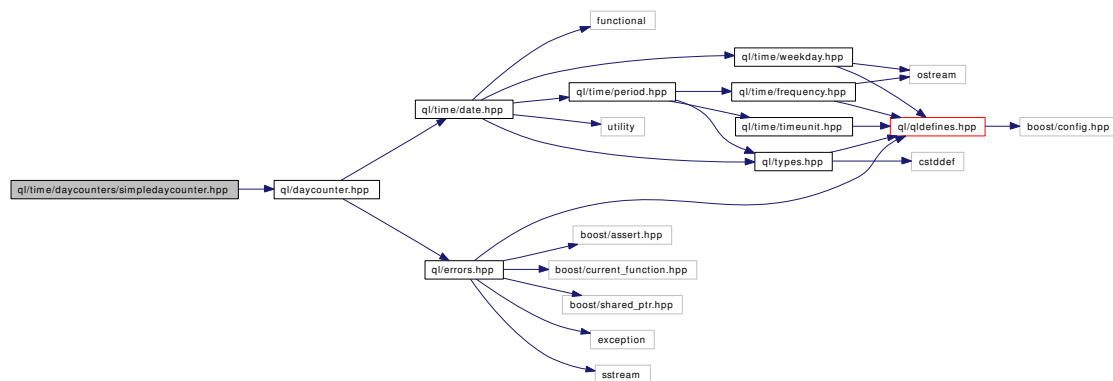 functional
ql/time/weekday.hpp
ostream
ql/time/period.hpp
ql/time/frequency.hpp
ql/time/date.hpp
utility
ql/time/timeunit.hpp
ql/qldefines.hpp
boost/config.hpp
ql/types.hpp
cstddef
ql/time/daycounters/simpledaycounter.hpp
ql/daycounter.hpp
boost/assert.hpp
ql/errors.hpp
boost/current_function.hpp
boost/shared_ptr.hpp
exception
sstream